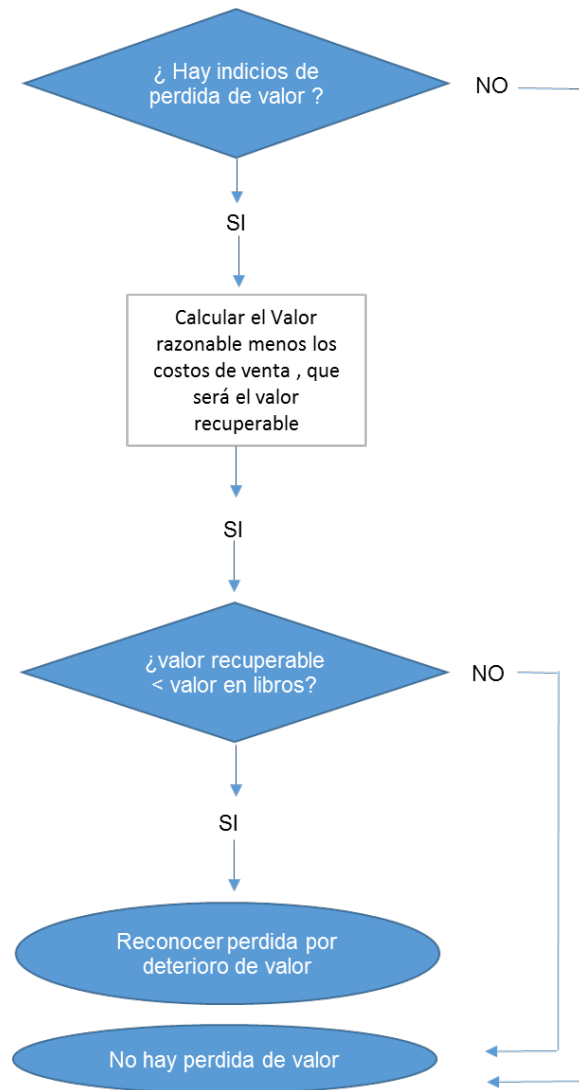 ¿ Hay indicios de
perdida de valor ?
NO
SI
Calcular el Valor
razonable menos los
costos de venta , que
será el valor
recuperable
SI
¿valor recuperable
< valor en libros?
NO
SI
Reconocer perdida por
deterioro de valor
No hay perdida de valor